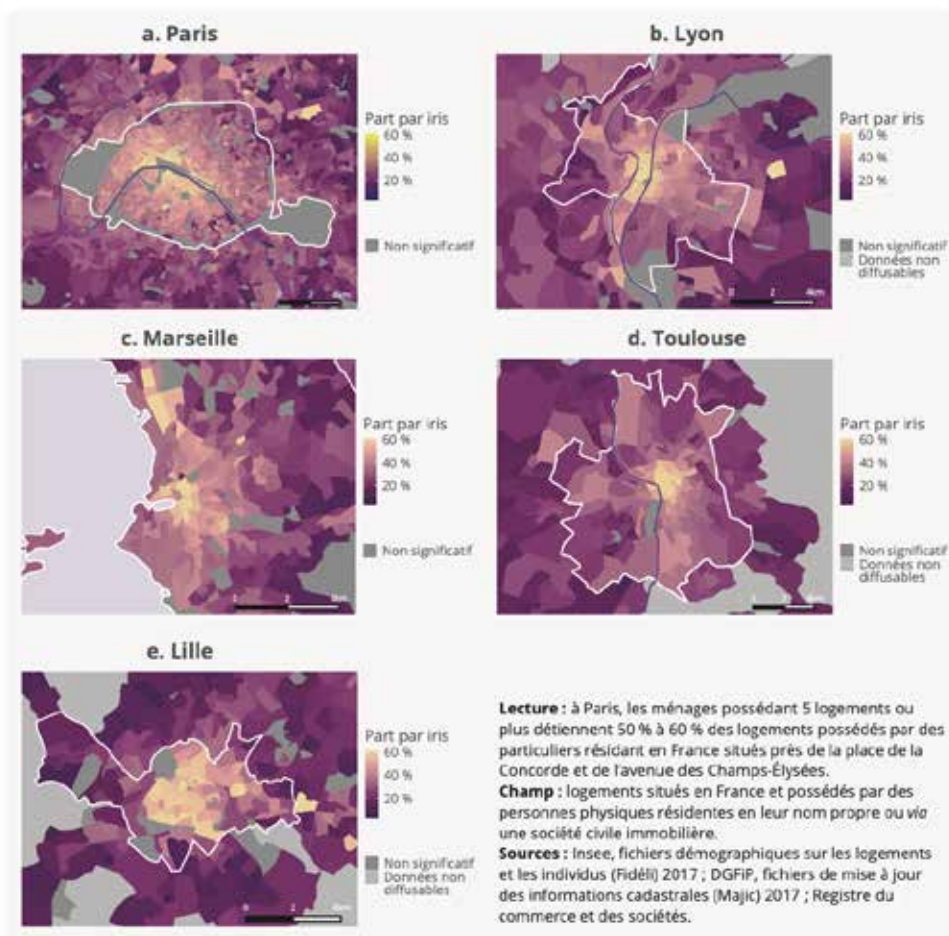 a. Paris
Part par iris
60 %
40 %
20 %
Non significatif
b. Lyon
Part par iris
60 %
40 %
20 %
Non significatif
Données non
diffusables
0 2 4km
c. Marseille
Part par iris
60 %
40 %
20 %
Non significatif
d. Toulouse
Part par iris
60 %
40 %
20 %
Non significatif
Données non
diffusables
e. Lille
Part par iris
60 %
40 %
20 %
Non significatif
Données non
diffusables
0 2 4km
Lecture : à Paris, les ménages possédant 5 logements ou
plus détiennent 50 % à 60 % des logements possédés par des
particuliers résidant en France situés près de la place de la
Concorde et de l'avenue des Champs-Élysées.
Champ : logements situés en France et possédés par des
personnes physiques résidentes en leur nom propre ou via
une société civile immobilière.
Sources : Insee, fichiers démographiques sur les logements
et les individus (Fidéli) 2017 ; DGFiP, fichiers de mise à jour
des informations cadastrales (Majic) 2017 ; Registre du
commerce et des sociétés.